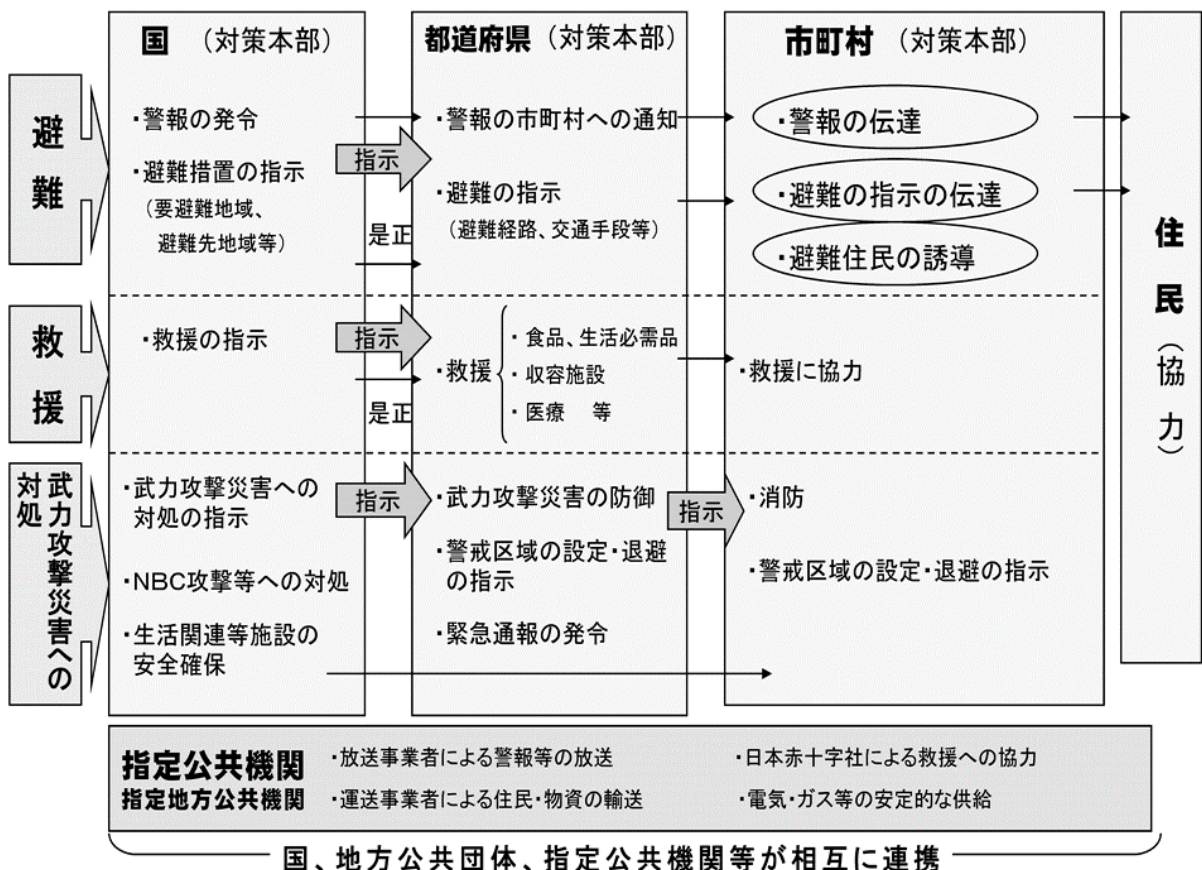 国（対策本部）
都道府県（対策本部）
市町村（対策本部）
避難
・警報の発令
・避難措置の指示
（要避難地域、
避難先地域等）
指示
是正
・警報の市町村への通知
・避難の指示
（避難経路、交通手段等）
・警報の伝達
・避難の指示の伝達
・避難住民の誘導
救援
・救援の指示
指示
是正
・救援
・食品、生活必需品
・収容施設
・医療　等
・救援に協力
武力攻撃災害への
対処
・武力攻撃災害への
対処の指示
・NBC攻撃等への対処
・生活関連等施設の
安全確保
指示
・武力攻撃災害の防御
・警戒区域の設定・退避
の指示
・緊急通報の発令
指示
・消防
・警戒区域の設定・退避の指示
住民（協力）
指定公共機関
指定地方公共機関
・放送事業者による警報等の放送
・運送事業者による住民・物資の輸送
・日本赤十字社による救援への協力
・電気・ガス等の安定的な供給
国、地方公共団体、指定公共機関等が相互に連携